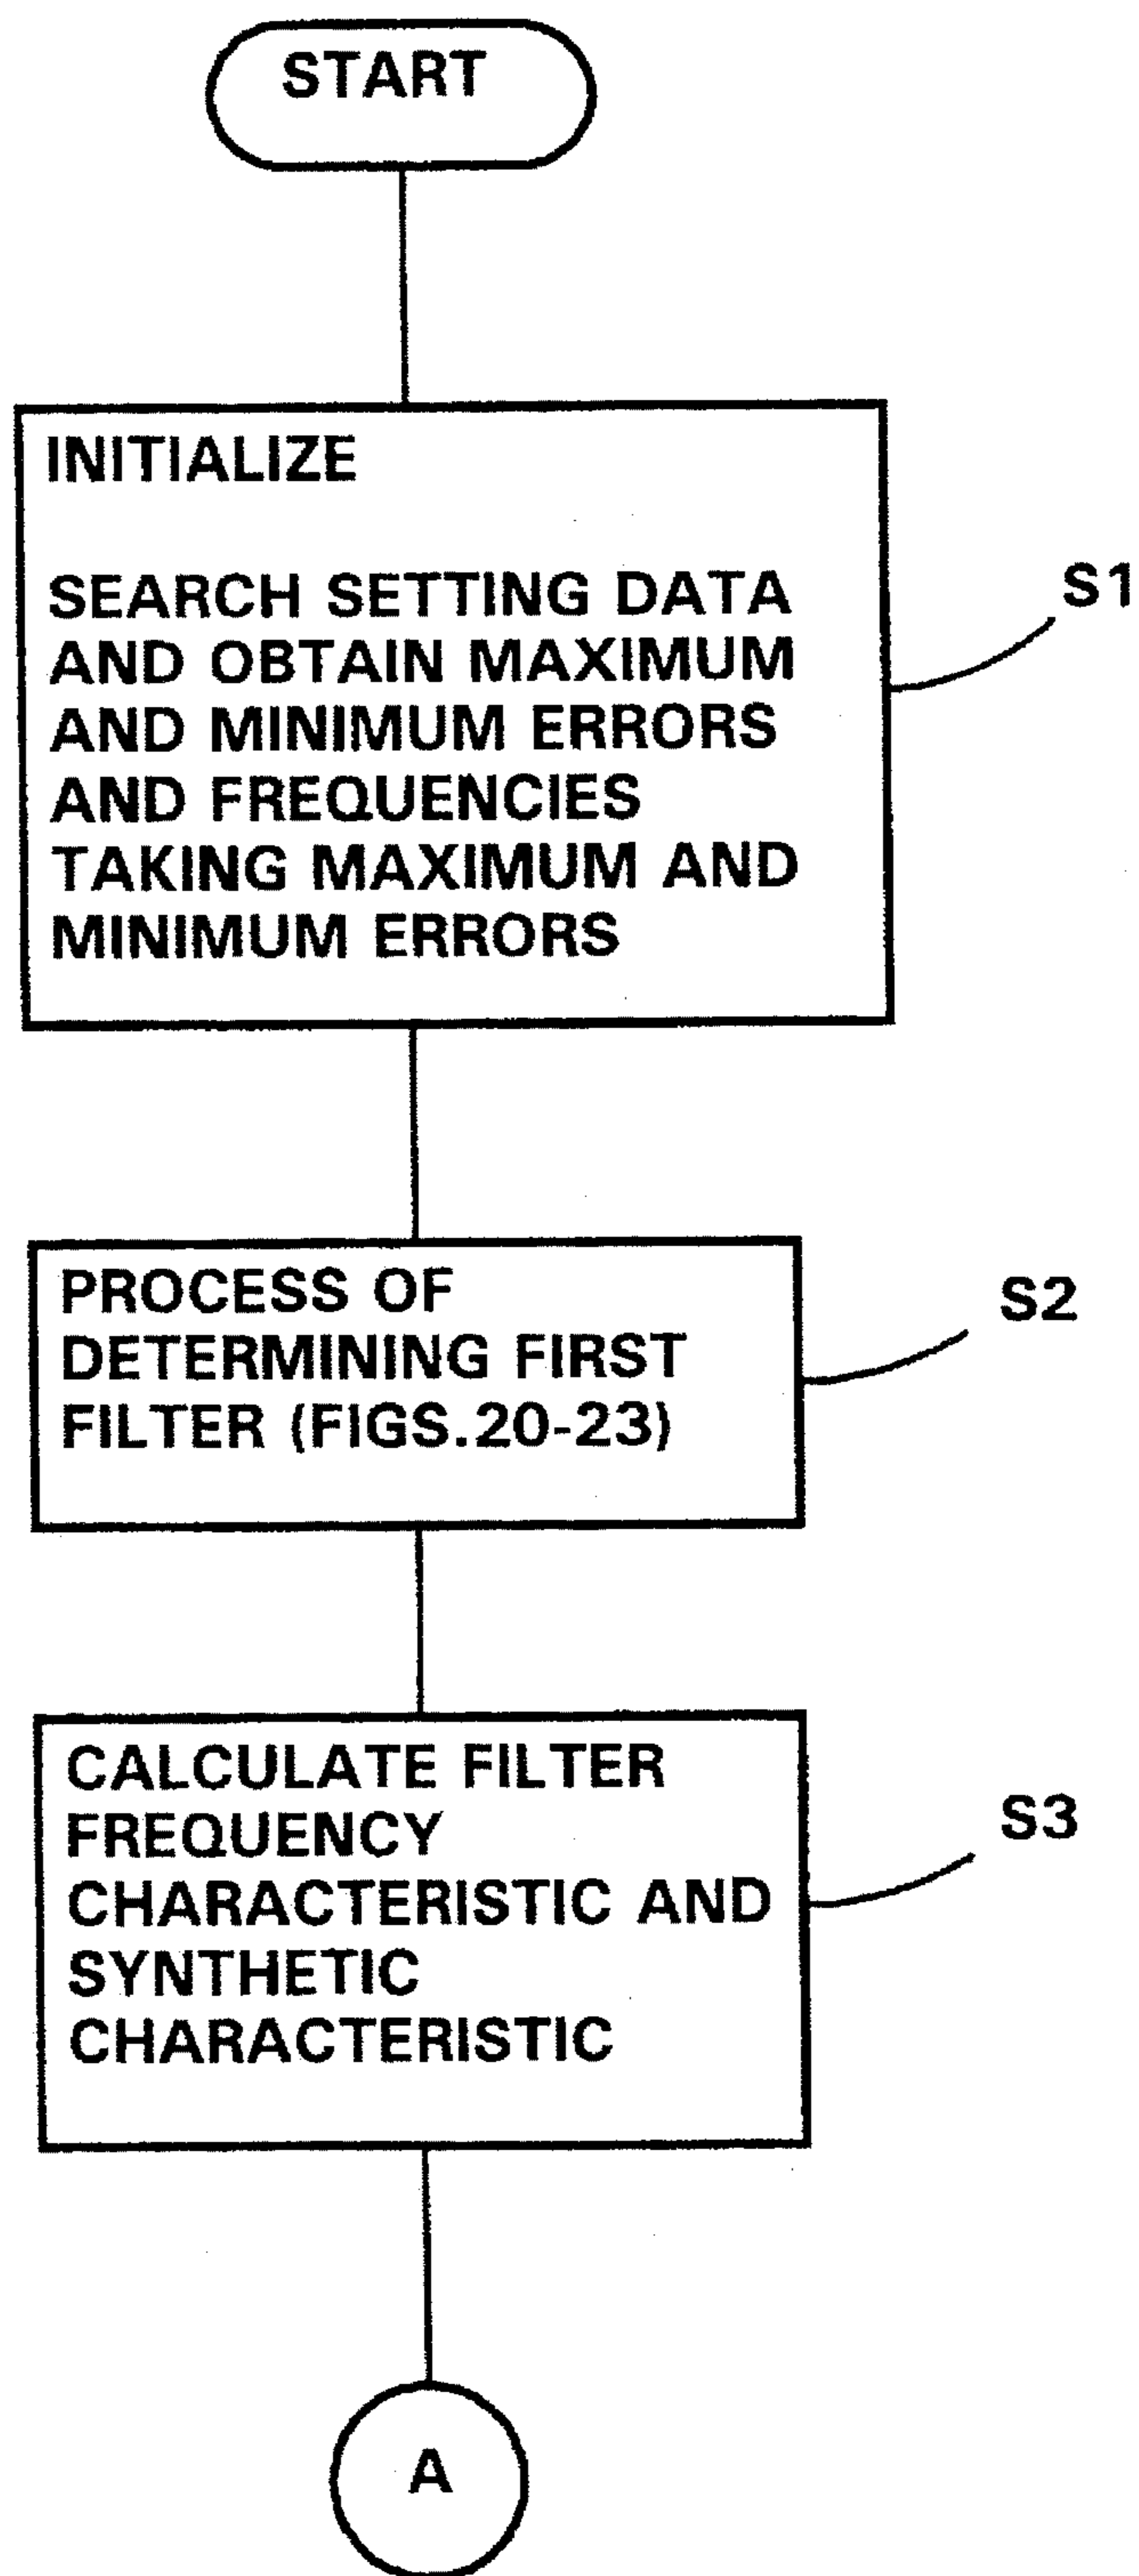 START
INITIALIZE
SEARCH SETTING DATA
AND OBTAIN MAXIMUM
AND MINIMUM ERRORS
AND FREQUENCIES
TAKING MAXIMUM AND
MINIMUM ERRORS
S1
PROCESS OF
DETERMINING FIRST
FILTER (FIGS.20-23)
S2
CALCULATE FILTER
FREQUENCY
CHARACTERISTIC AND
SYNTHETIC
CHARACTERISTIC
S3
A